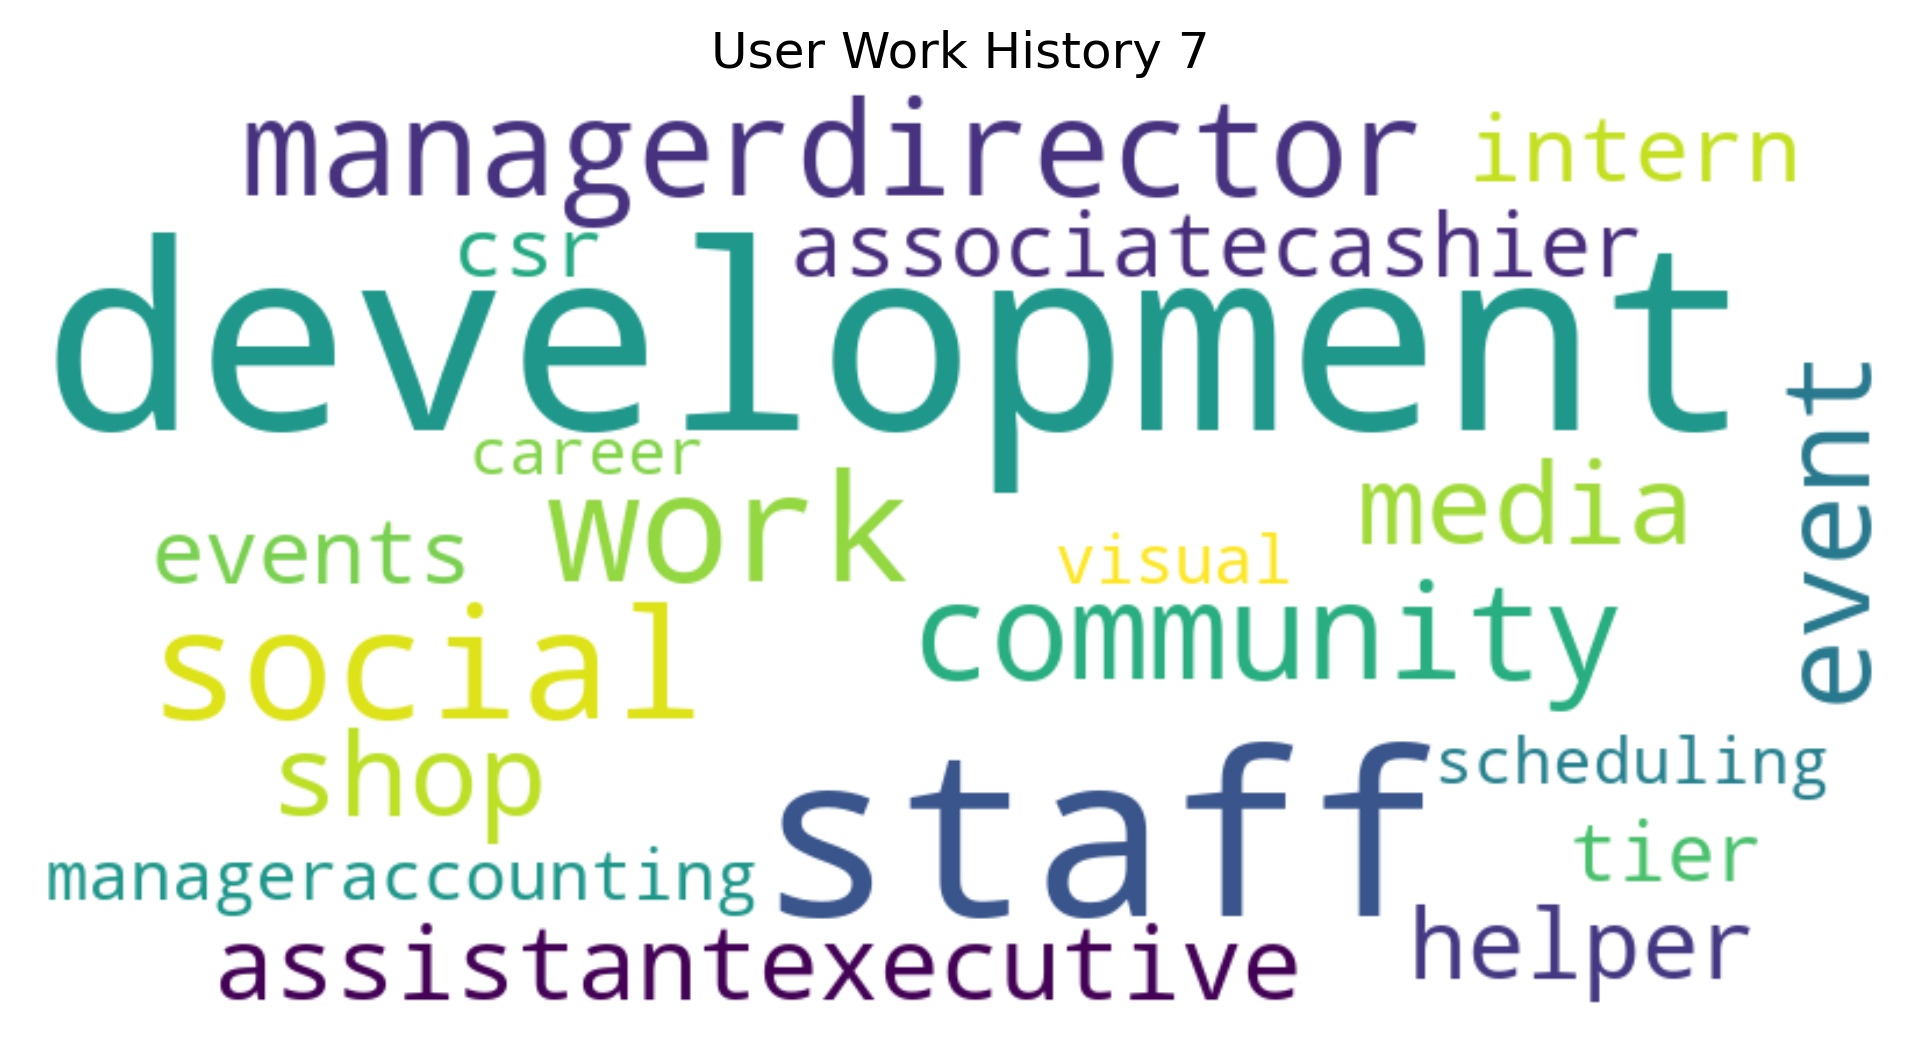 User Work History 7
managerdirector intern
csr associatecashier
development
event
career
work media
events visual
social community
shop staff scheduling
manageraccounting tier
assistantexecutive helper